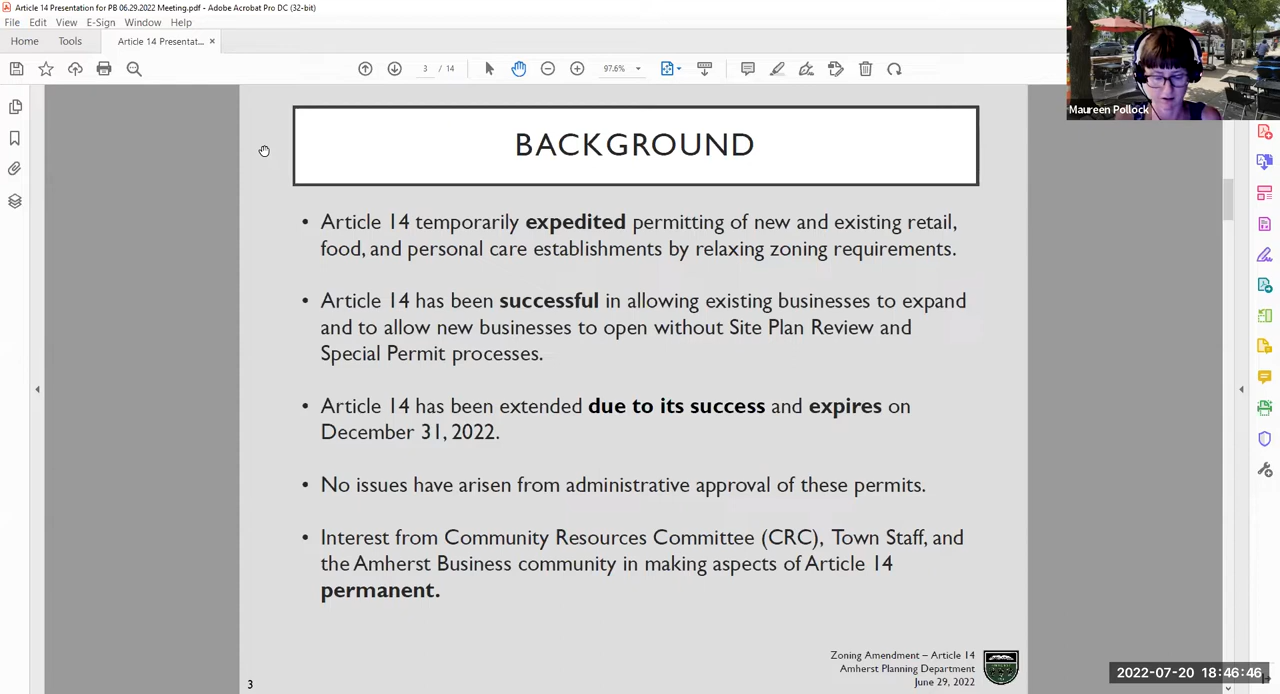 Article 14 Presentation for PB 06.29.2022 Meeting.pdf - Adobe Acrobat Pro DC (32-bit)
File Edit View E-Sign Window Help
Home Tools Article 14 Presentat... ×
3 / 14 97.6%
Maureen Pollock
BACKGROUND
• Article 14 temporarily expedited permitting of new and existing retail,
food, and personal care establishments by relaxing zoning requirements.
• Article 14 has been successful in allowing existing businesses to expand
and to allow new businesses to open without Site Plan Review and
Special Permit processes.
• Article 14 has been extended due to its success and expires on
December 31, 2022.
• No issues have arisen from administrative approval of these permits.
• Interest from Community Resources Committee (CRC), Town Staff, and
the Amherst Business community in making aspects of Article 14
permanent.
Zoning Amendment – Article 14
Amherst Planning Department
June 29, 2022
3
2022-07-20 18:46:46